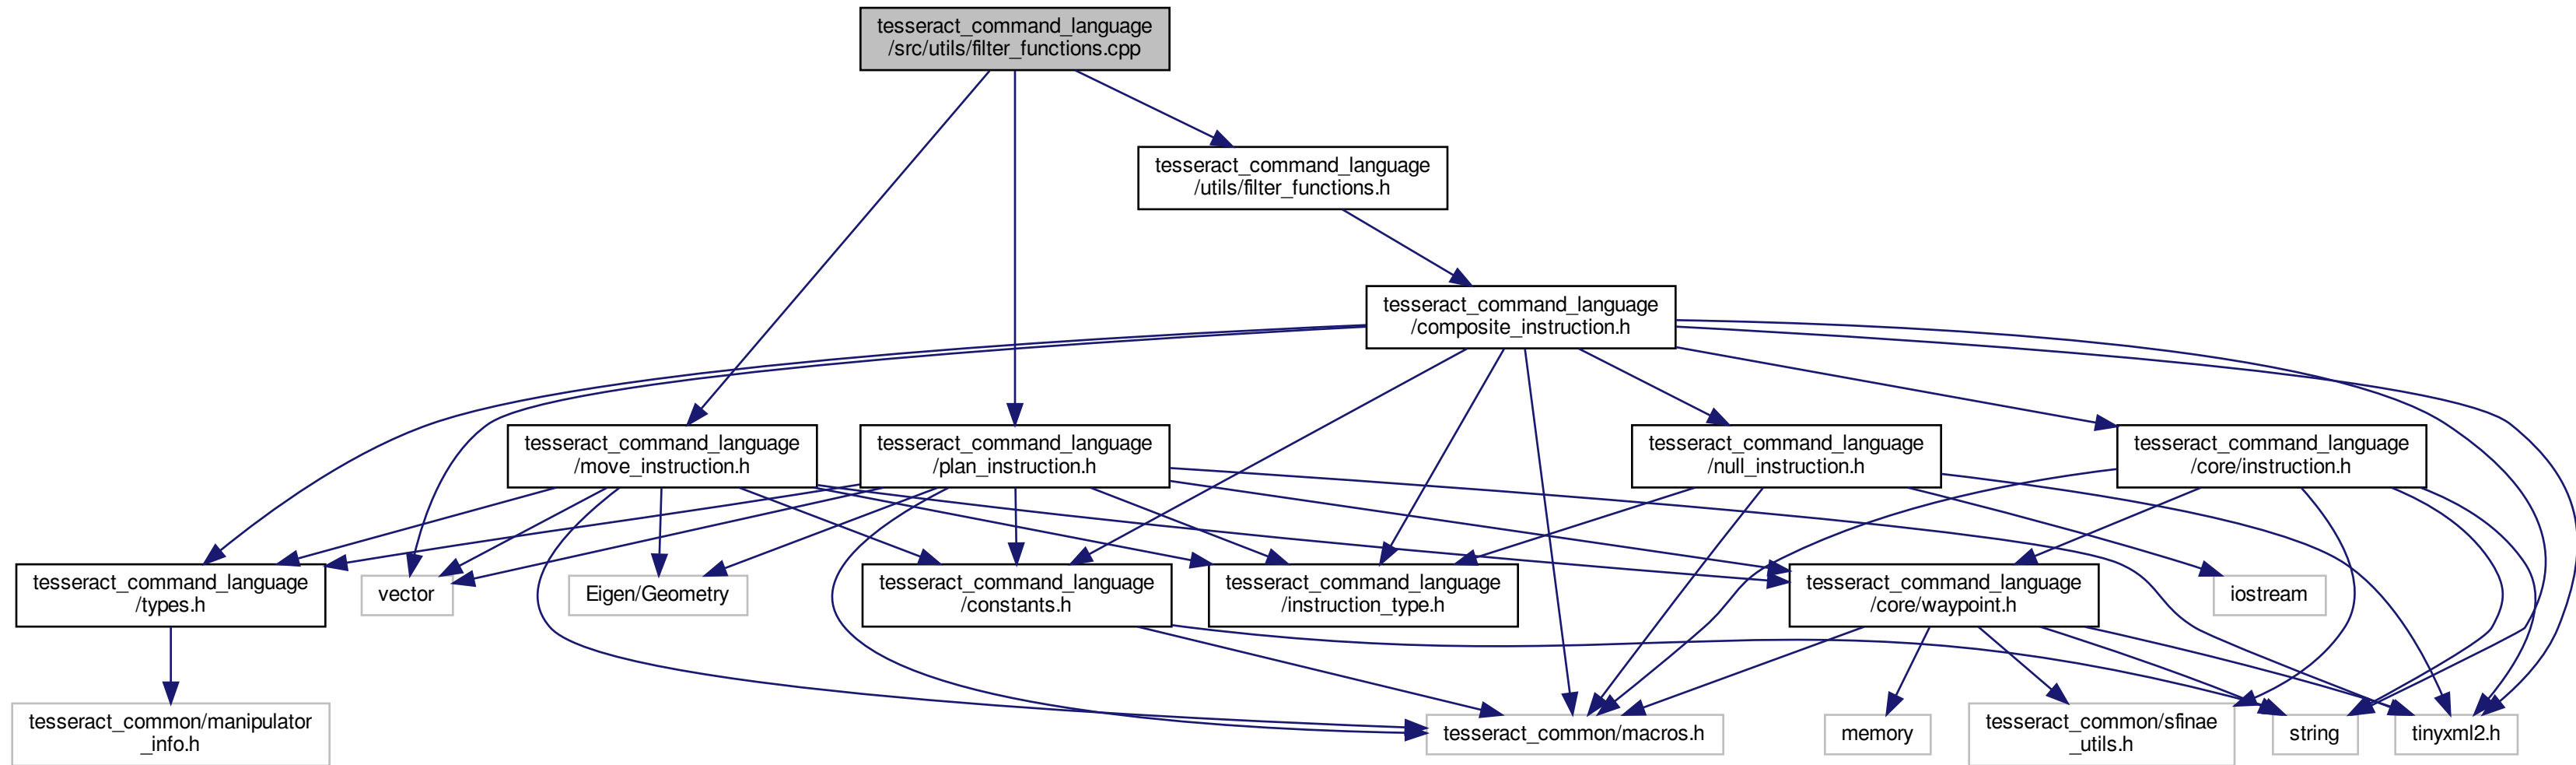 tesseract_command_language
/src/utils/filter_functions.cpp
tesseract_command_language
/utils/filter_functions.h
tesseract_command_language
/composite_instruction.h
tesseract_command_language
/move_instruction.h
tesseract_command_language
/plan_instruction.h
tesseract_command_language
/null_instruction.h
tesseract_command_language
/core/instruction.h
tesseract_command_language
/types.h
vector
Eigen/Geometry
tesseract_command_language
/constants.h
tesseract_command_language
/instruction_type.h
tesseract_command_language
/core/waypoint.h
iostream
tesseract_common/manipulator
_info.h
tesseract_common/macros.h
memory
tesseract_common/sfinae
_utils.h
string
tinyxml2.h